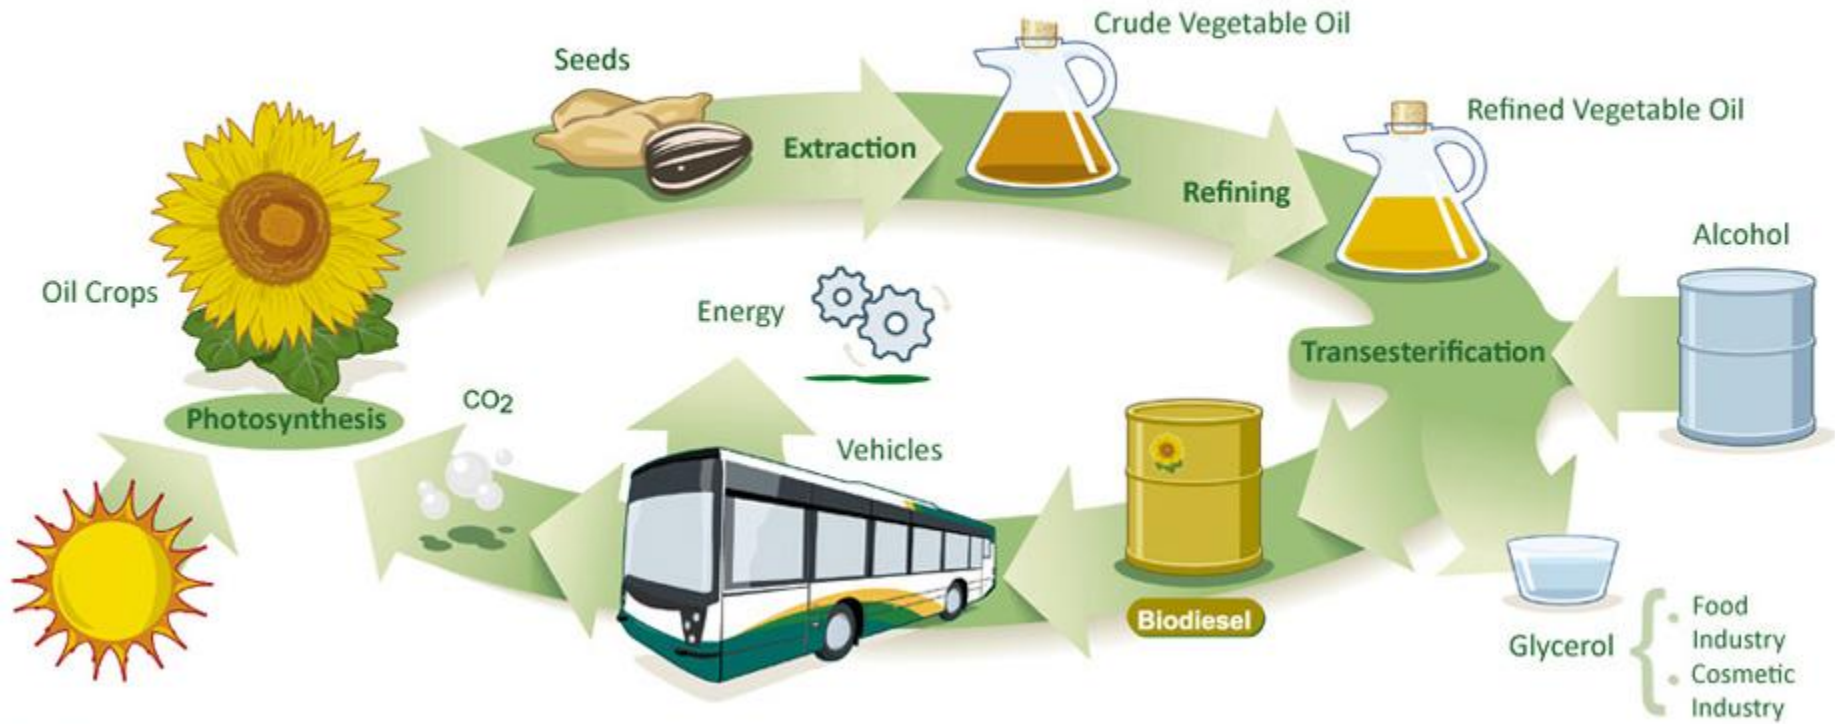 Crude Vegetable Oil
Seeds
Refined Vegetable Oil
Extraction
Refining
Alcohol
Oil Crops
Energy
Transesterification
CO2
Photosynthesis
Vehicles
Biodiesel
Food
Industry
Glycerol
Cosmetic
Industry